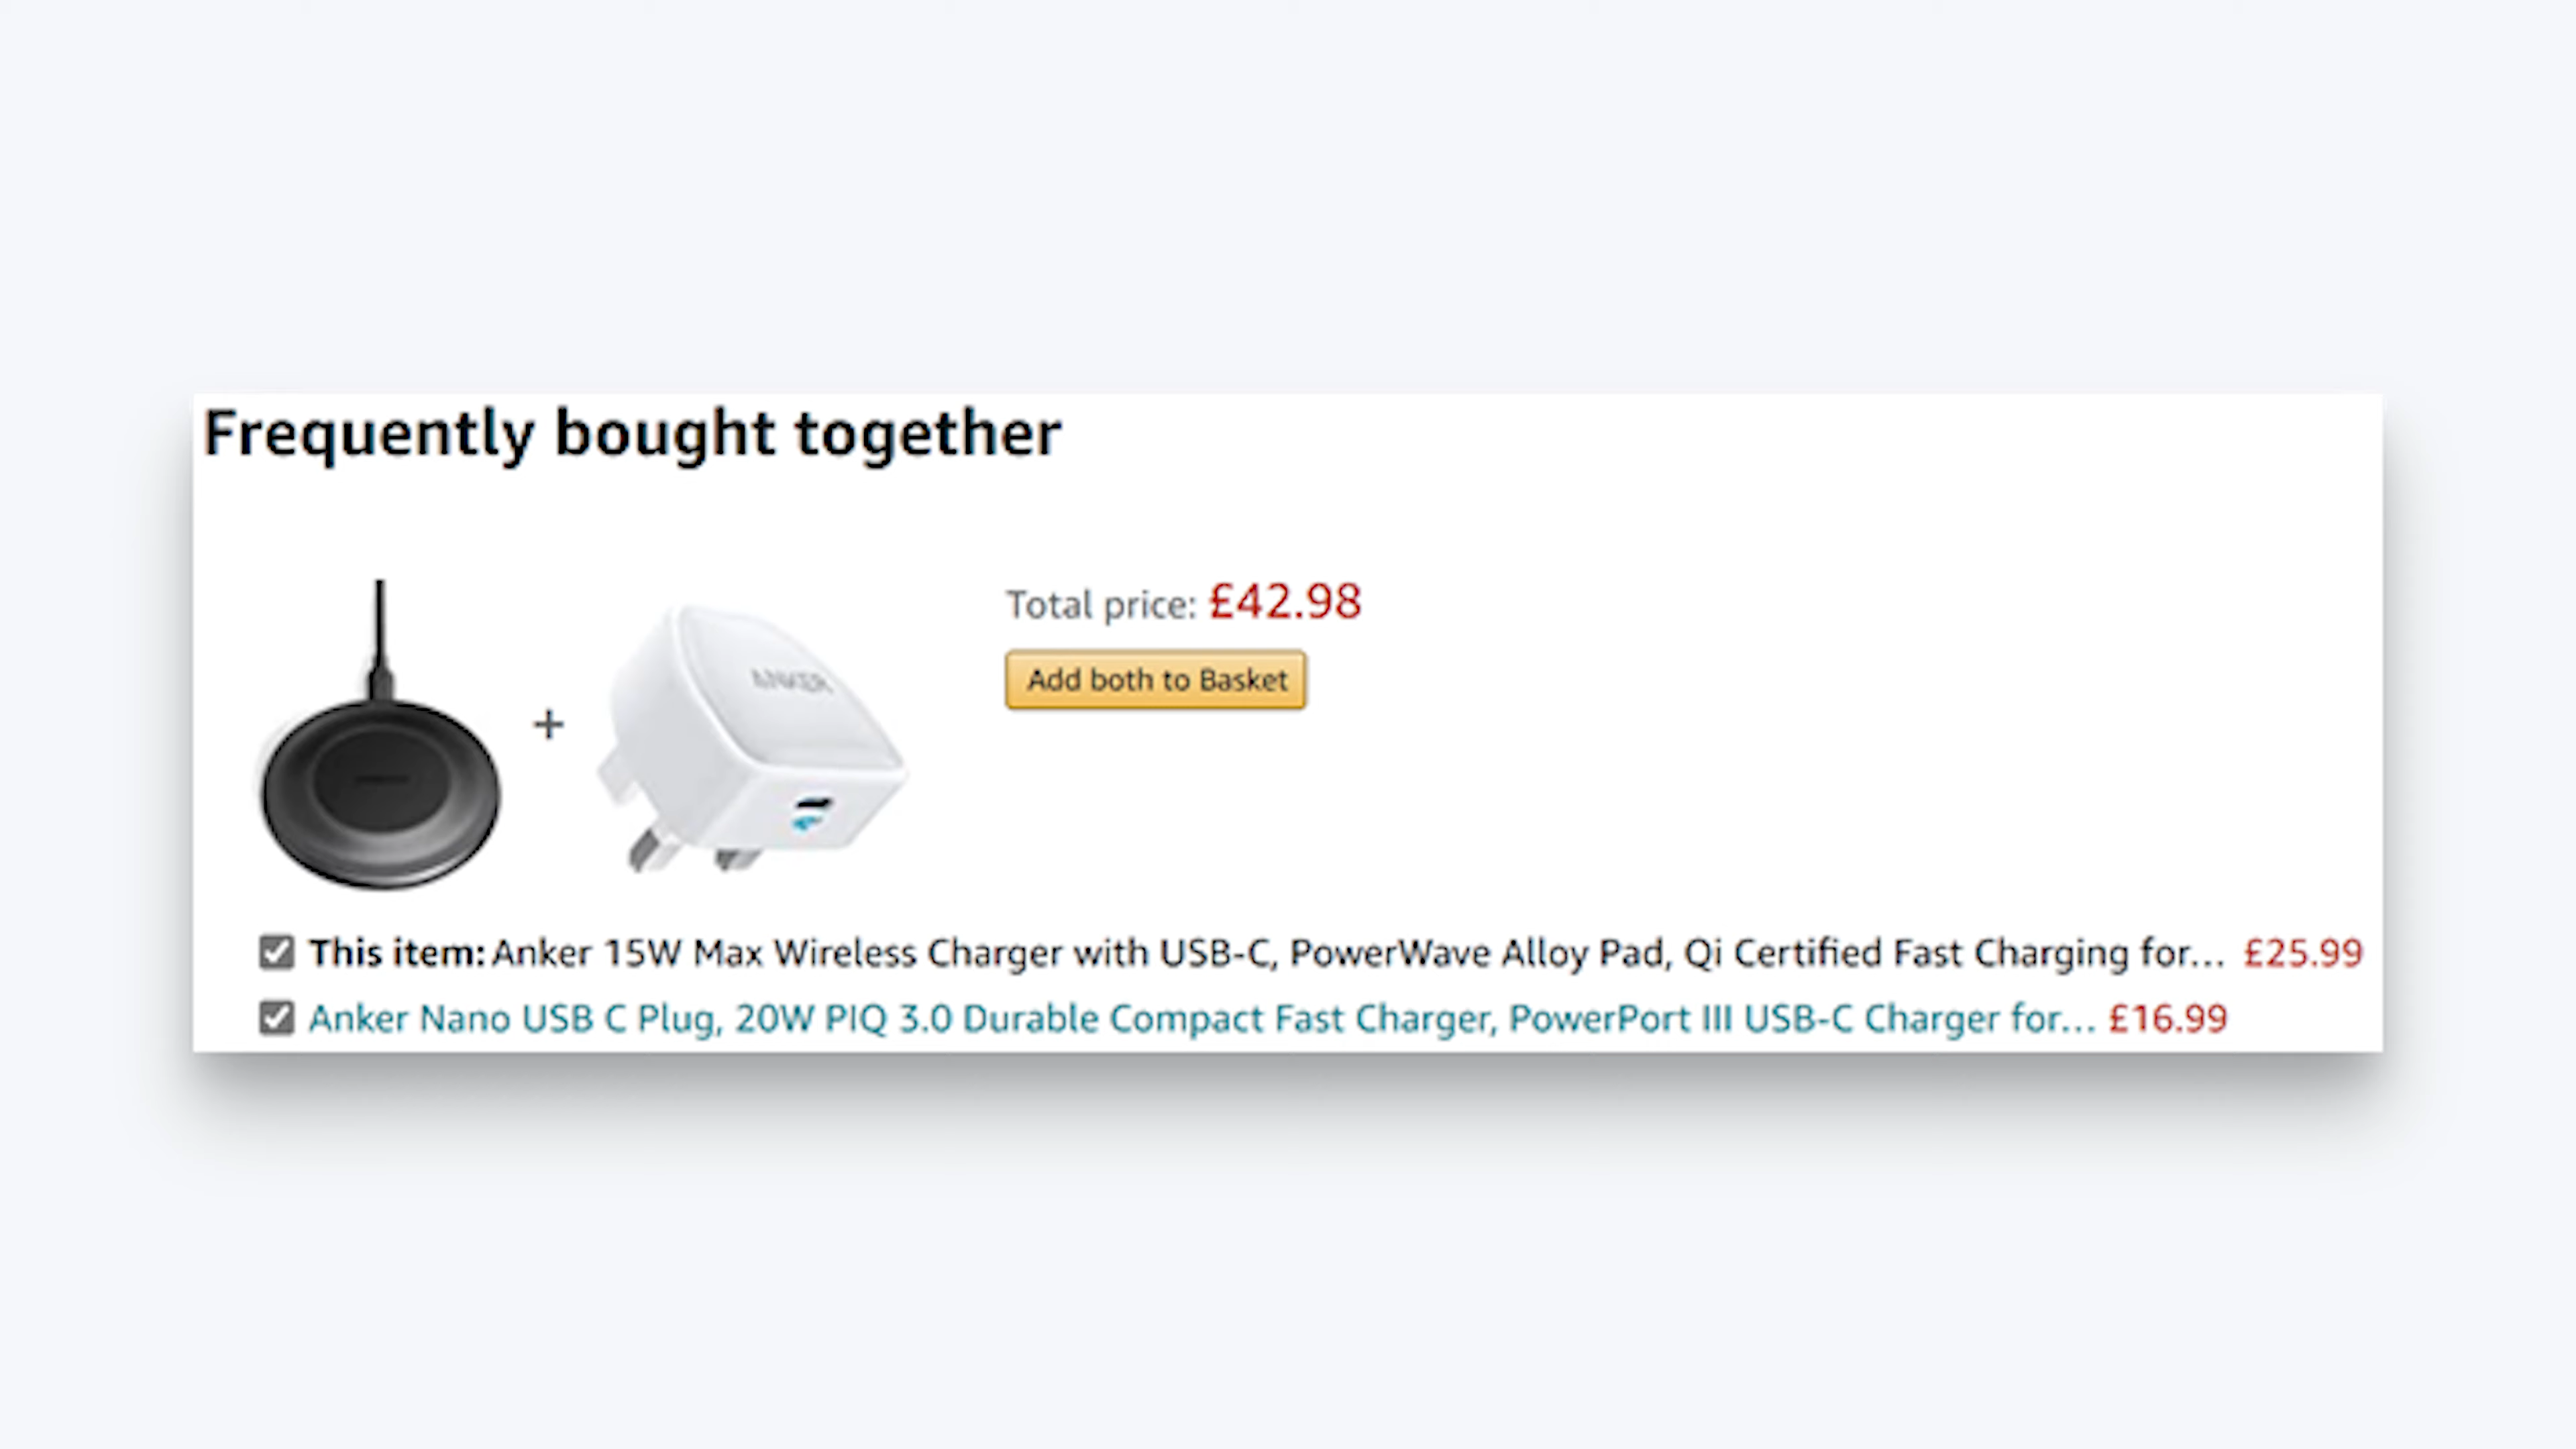 Frequently bought together
ANKER
+
Total price: £42.98
Add both to Basket
This item: Anker 15W Max Wireless Charger with USB-C, PowerWave Alloy Pad, Qi Certified Fast Charging for... £25.99
Anker Nano USB C Plug, 20W PIQ 3.0 Durable Compact Fast Charger, PowerPort III USB-C Charger for... £16.99